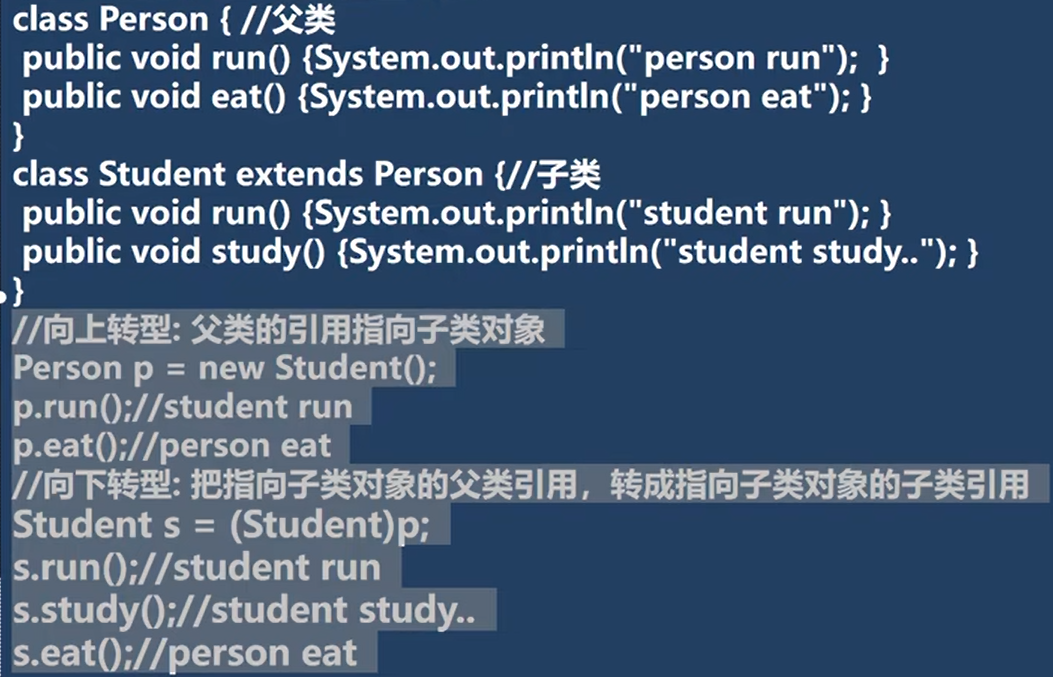 class Person { //父类
public void run() {System.out.println("person run");  }
public void eat() {System.out.println("person eat"); }
}
class Student extends Person {//子类
public void run() {System.out.println("student run"); }
public void study() {System.out.println("student study.."); }
}
//向上转型: 父类的引用指向子类对象
Person p = new Student();
p.run();//student run
p.eat();//person eat
//向下转型: 把指向子类对象的父类引用，转成指向子类对象的子类引用
Student s = (Student)p;
s.run();//student run
s.study();//student study..
s.eat();//person eat